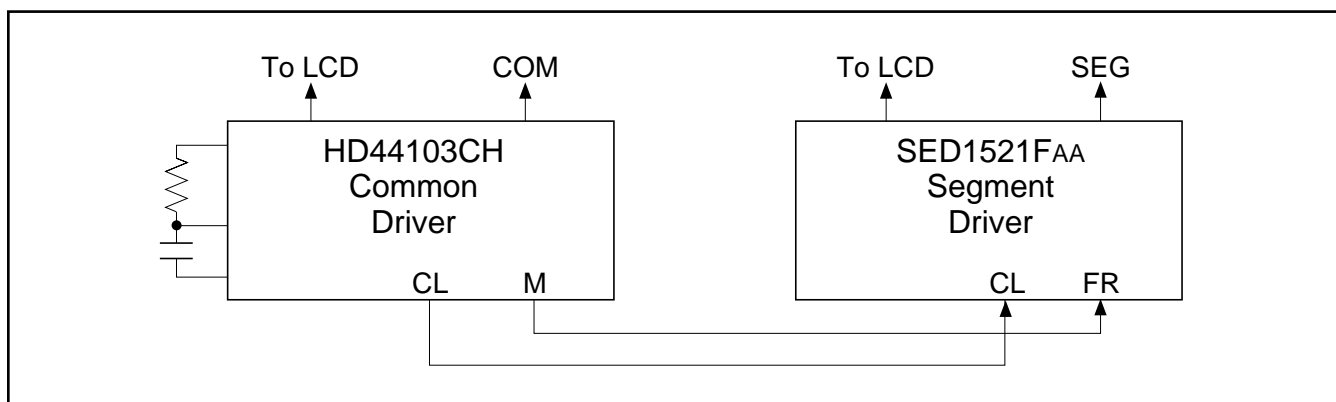 To LCD
COM
To LCD
SEG
HD44103CH
Common
Driver
SED1521FAA
Segment
Driver
CL
M
CL
FR